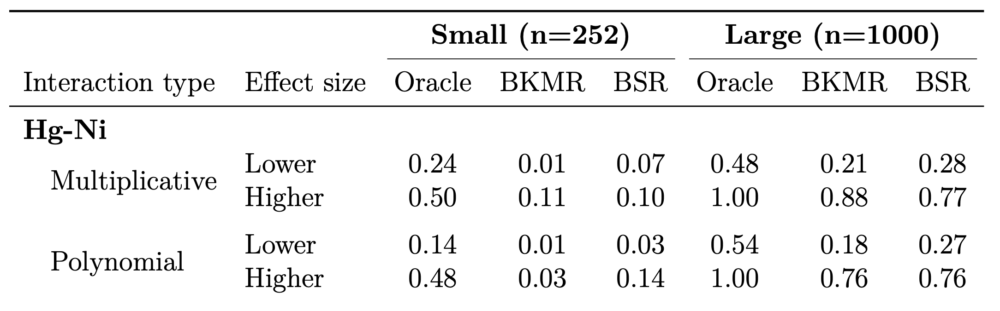 Small (n=252) Large (n=1000)
Interaction type Effect size Oracle BKMR BSR Oracle BKMR BSR
Hg-Ni
Multiplicative
Lower 0.24 0.01 0.07 0.48 0.21 0.28
Higher 0.50 0.11 0.10 1.00 0.88 0.77
Polynomial
Lower 0.14 0.01 0.03 0.54 0.18 0.27
Higher 0.48 0.03 0.14 1.00 0.76 0.76